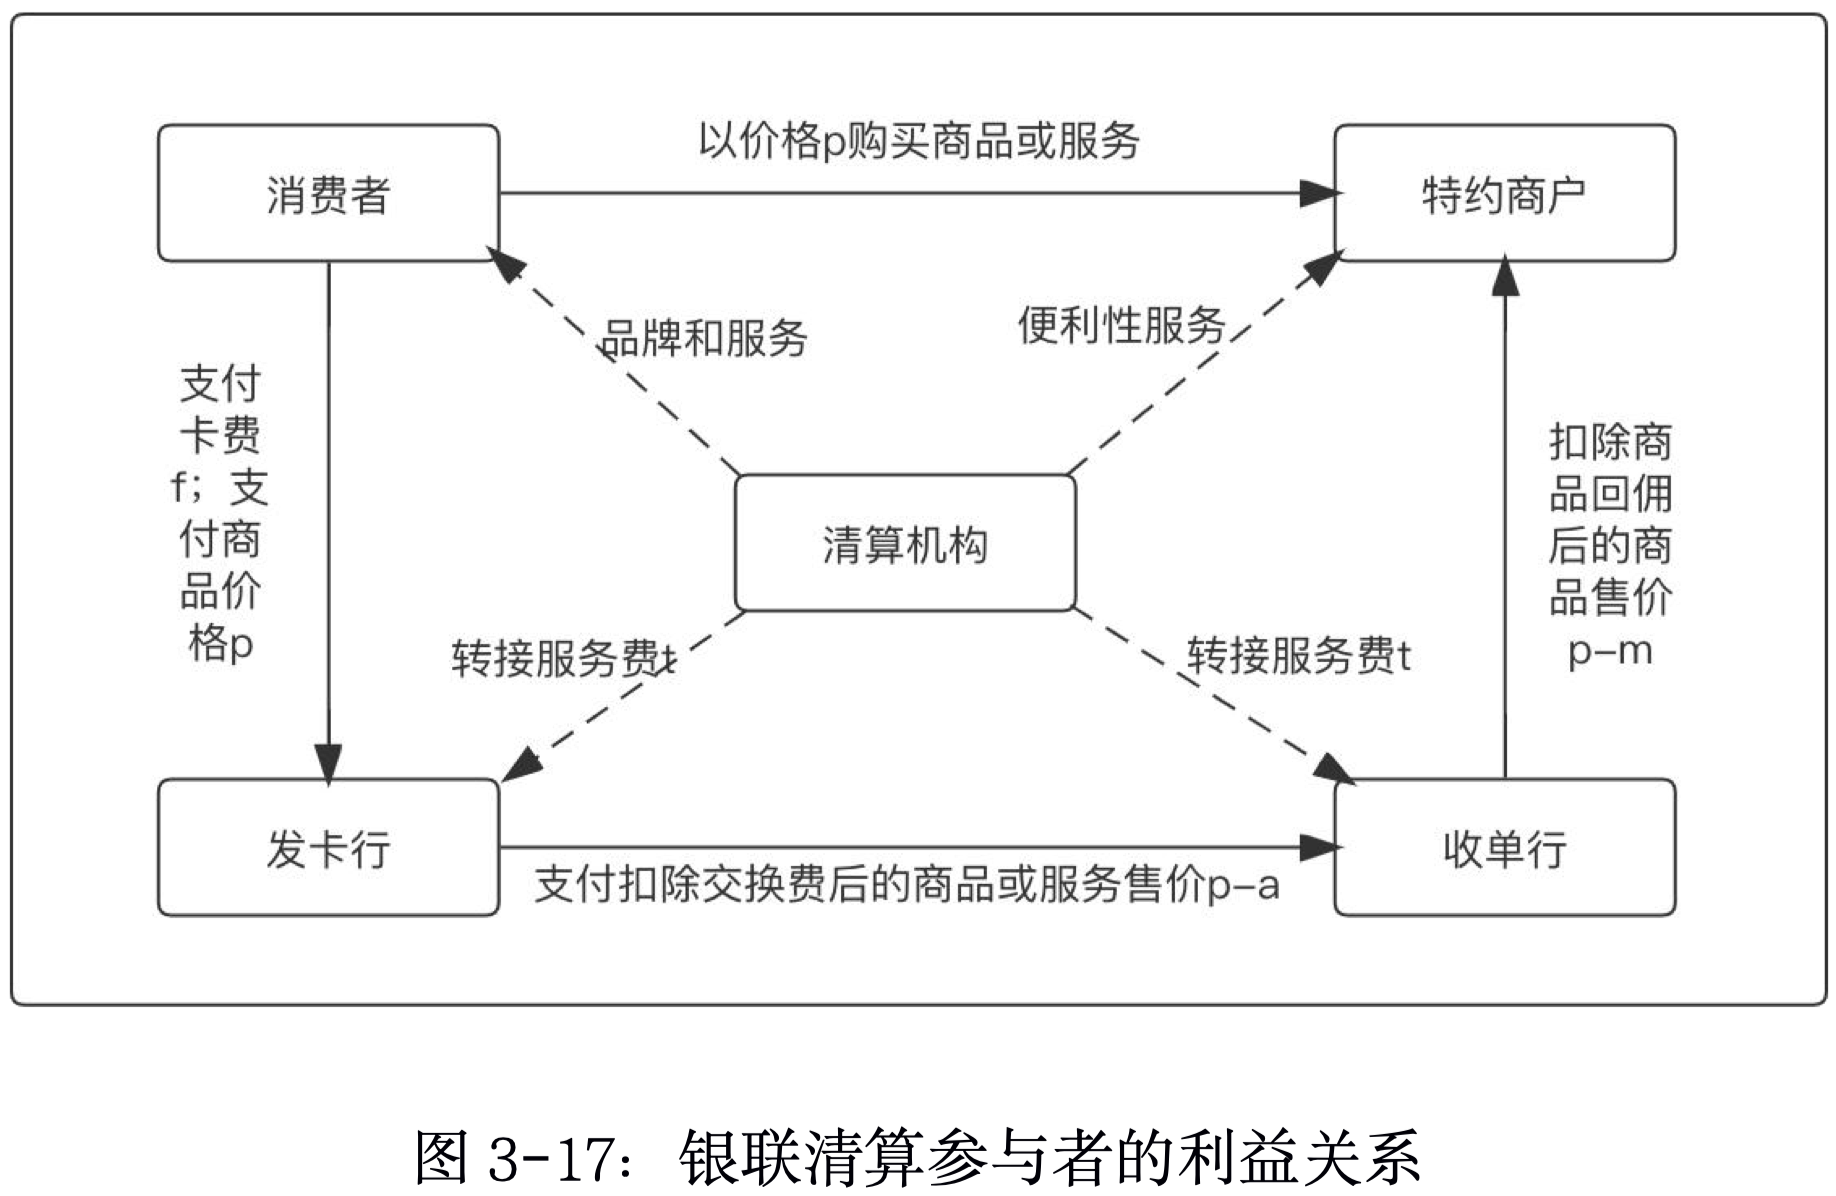 以价格p购买商品或服务
消费者
特约商户
品牌和服务
便利性服务
支付
卡费
f；支
付商
品价
格p
扣除商
品回佣
后的商
品售价
p-m
清算机构
转接服务费t
转接服务费t
发卡行
收单行
支付扣除交换费后的商品或服务售价p-a
图 3-17：银联清算参与者的利益关系